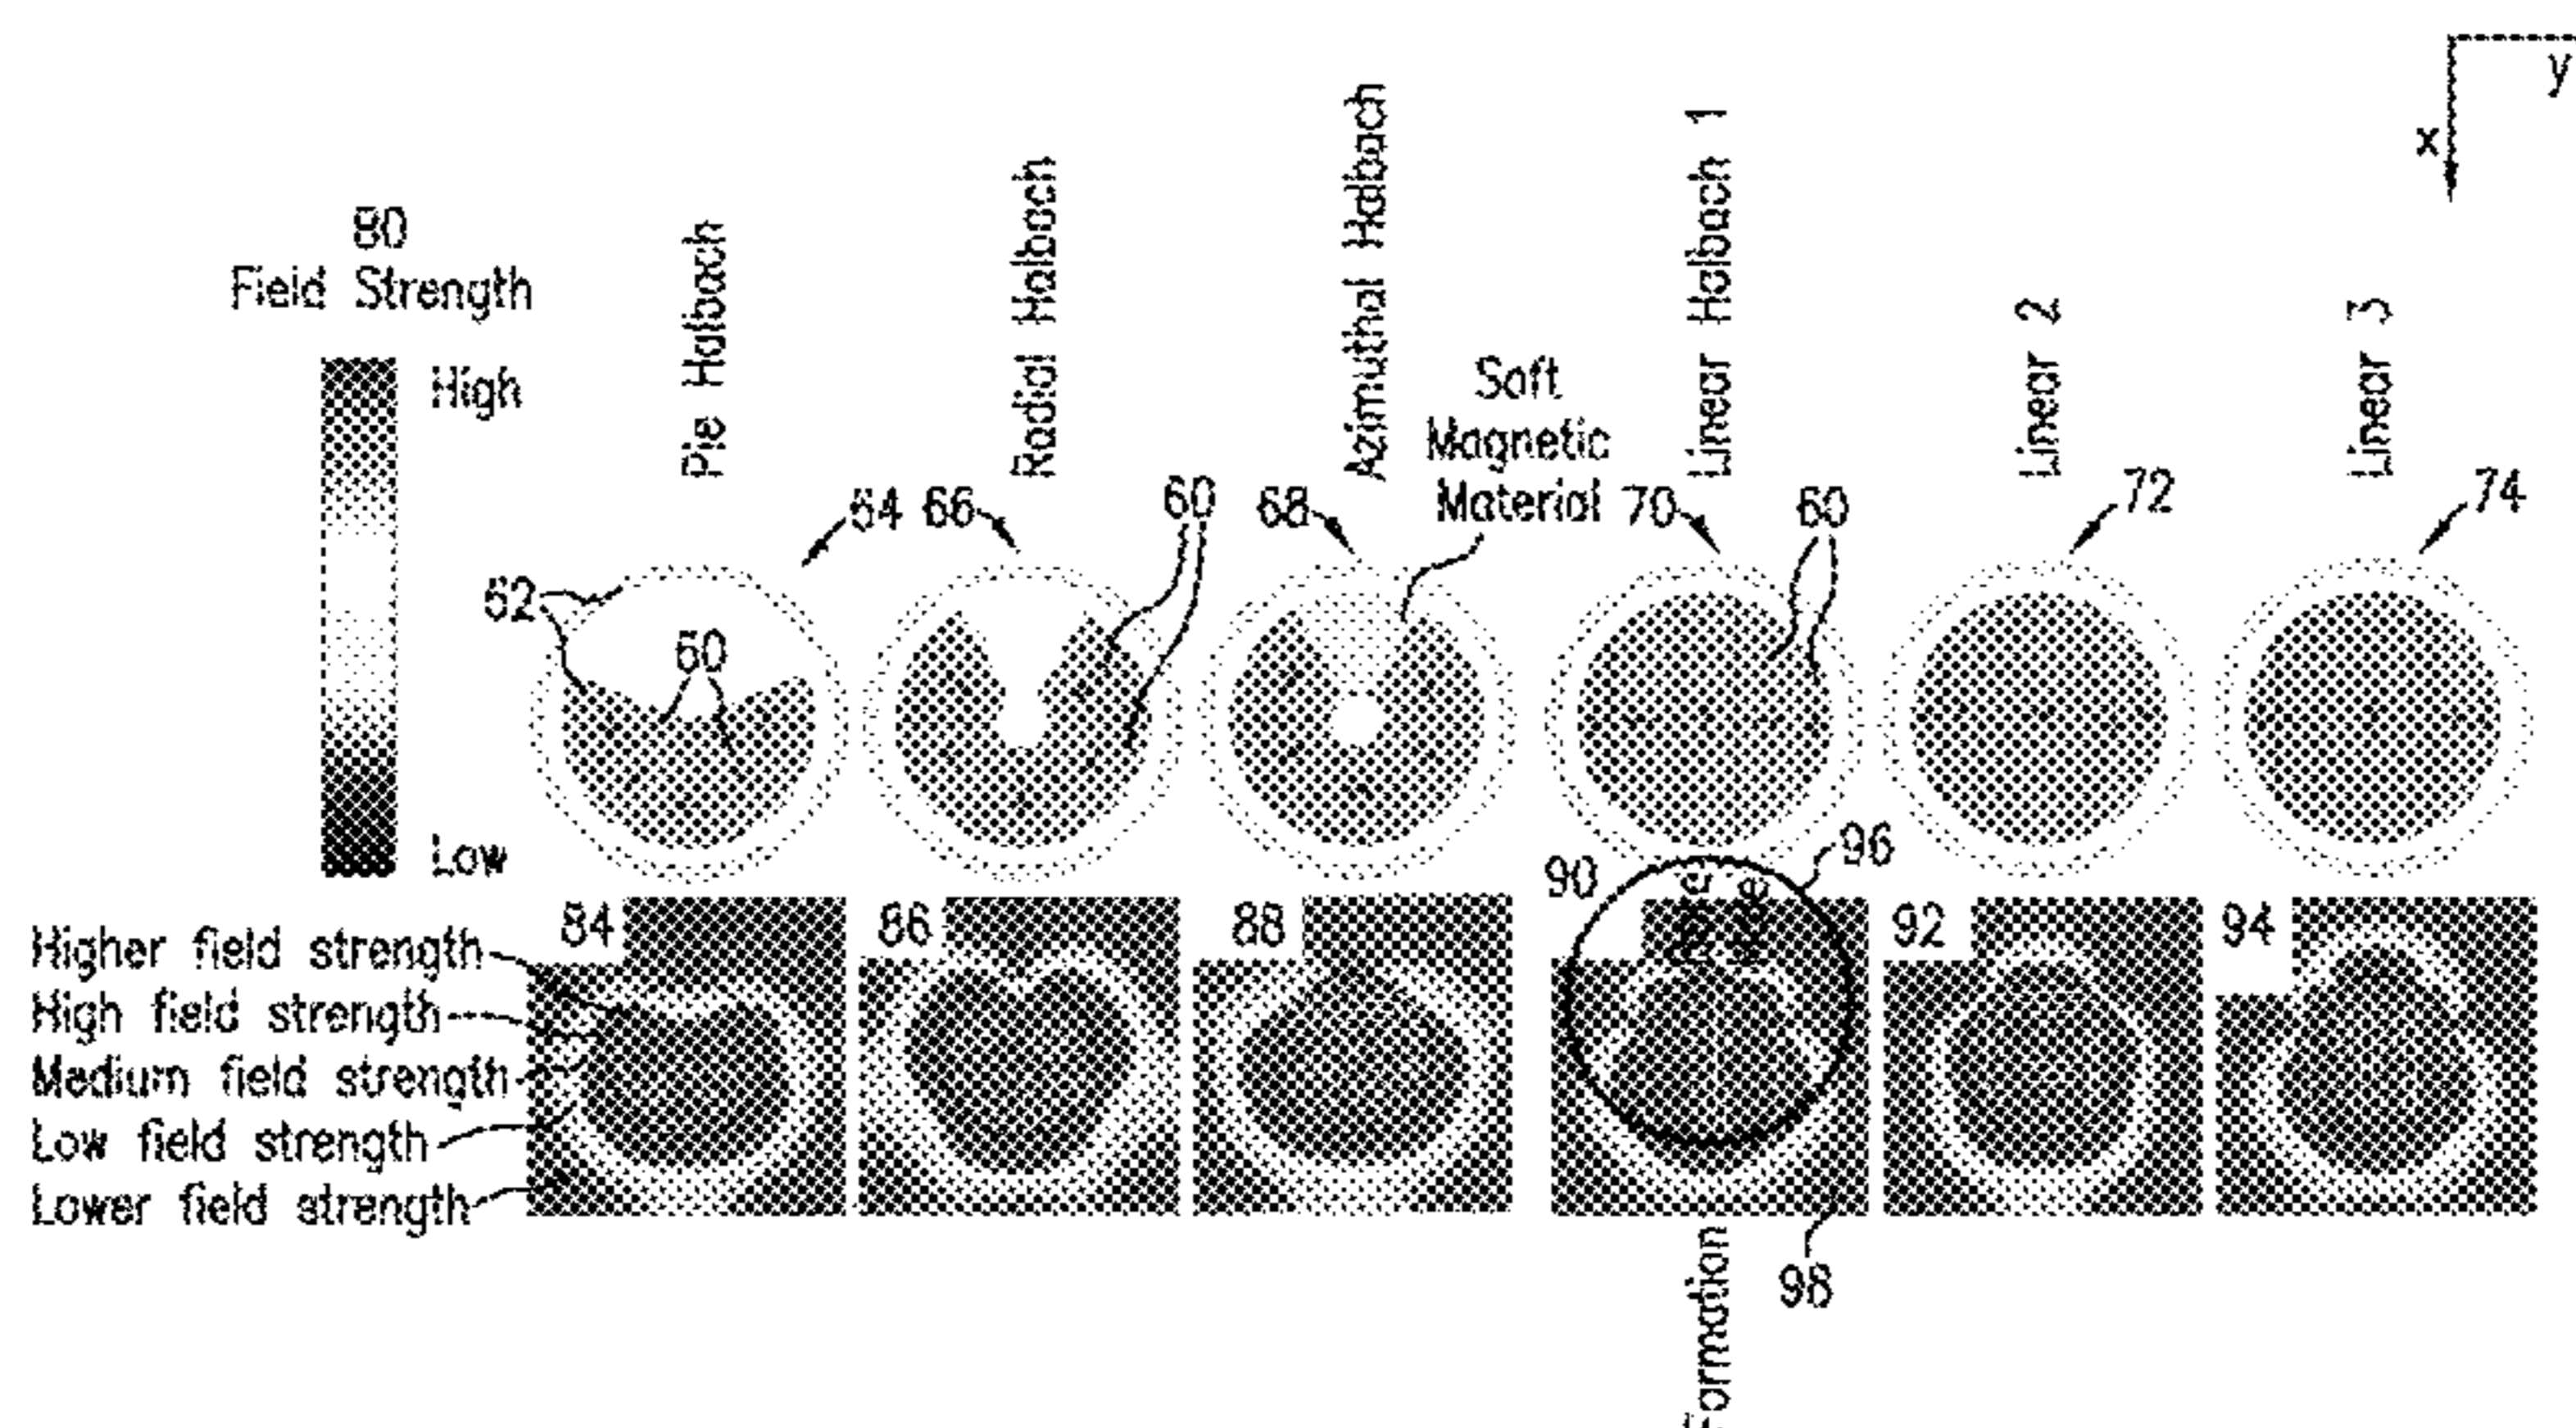 y
x
80
Field Strength
High
Low
Pie Halbach
Radial Halbach
Azimuthal Halbach
Linear Halbach 1
Linear 2
Linear 3
Soft
Magnetic
Material
64
66
60
68
70
60
72
74
62
60
90
96
84
86
88
92
94
Higher field strength
High field strength
Medium field strength
Low field strength
Lower field strength
98
Formation